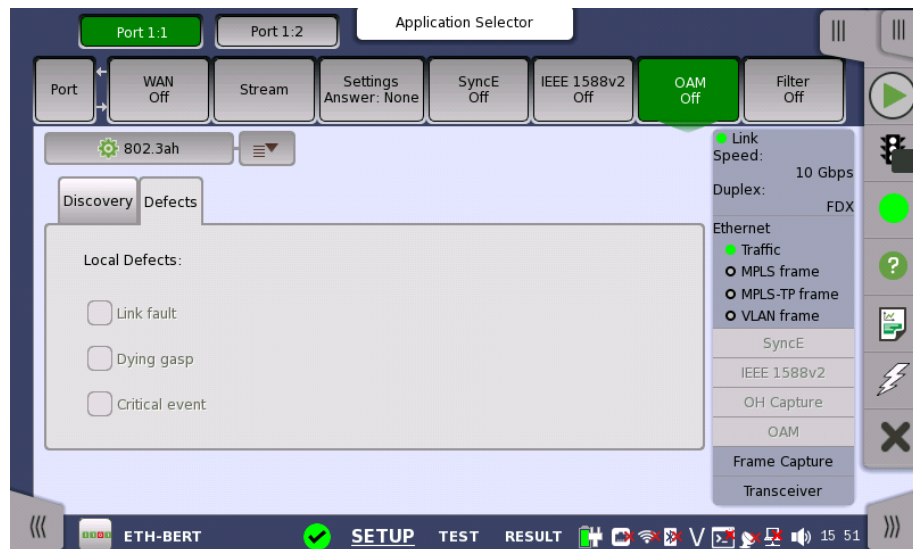 Application Selector
Port 1:1
Port 1:2
Port
WAN
Off
Stream
Settings
Answer: None
SyncE
Off
IEEE 1588v2
Off
OAM
Off
Filter
Off
802.3ah
Discovery
Defects
Local Defects:
Link fault
Dying gasp
Critical event
Link
Speed:
10 Gbps
Duplex:
FDX
Ethernet
Traffic
MPLS frame
MPLS-TP frame
VLAN frame
SyncE
IEEE 1588v2
OH Capture
OAM
Frame Capture
Transceiver
ETH-BERT
SETUP
TEST
RESULT
15 51